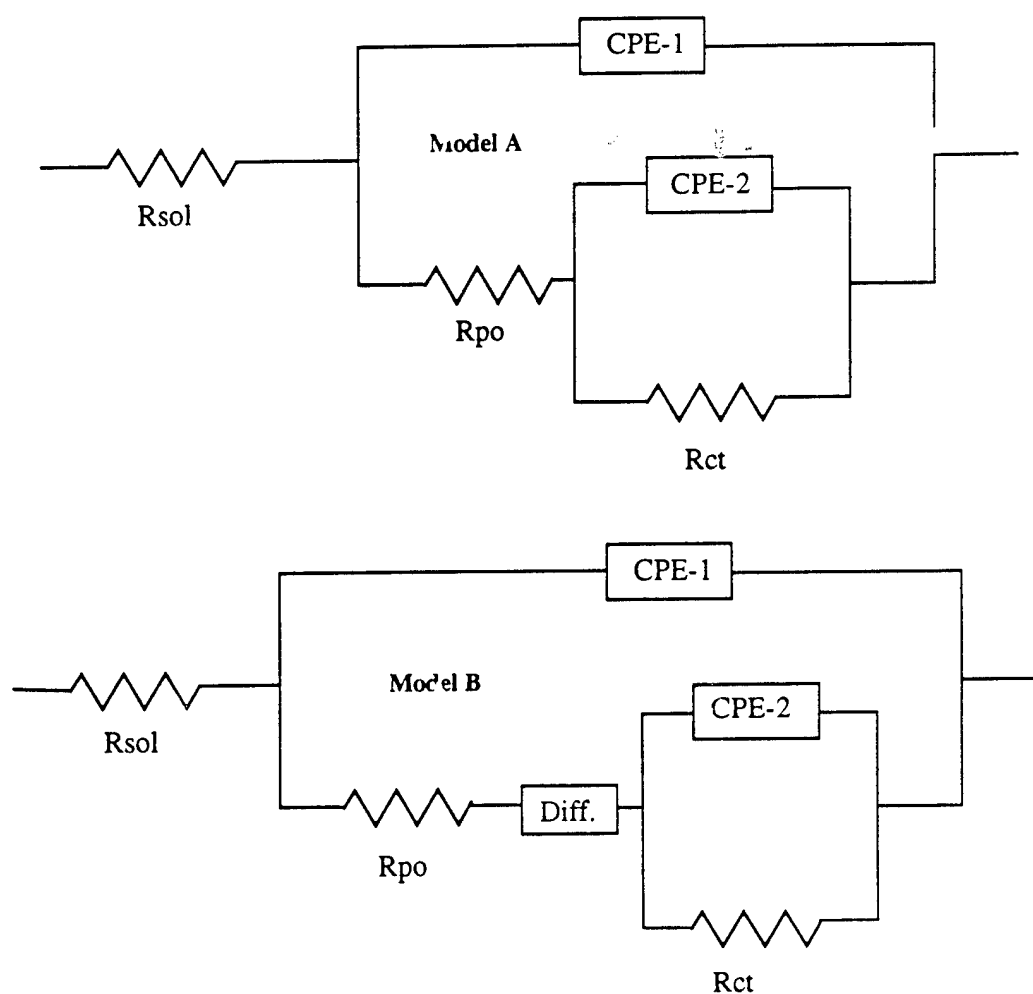 CPE-1
Model A
CPE-2
Rsol
Rpo
Rct
CPE-1
Model B
CPE-2
Rsol
Diff.
Rpo
Rct